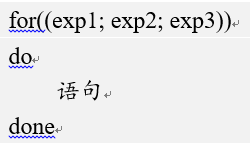 for((exp1; exp2; exp3))
do
语句
done